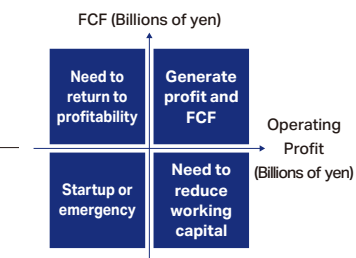 FCF (Billions of yen)
Need to
return to
profitability
Generate
profit and
FCF
Operating
Profit
(Billions of yen)
Startup or
emergency
Need to
reduce
working
capital